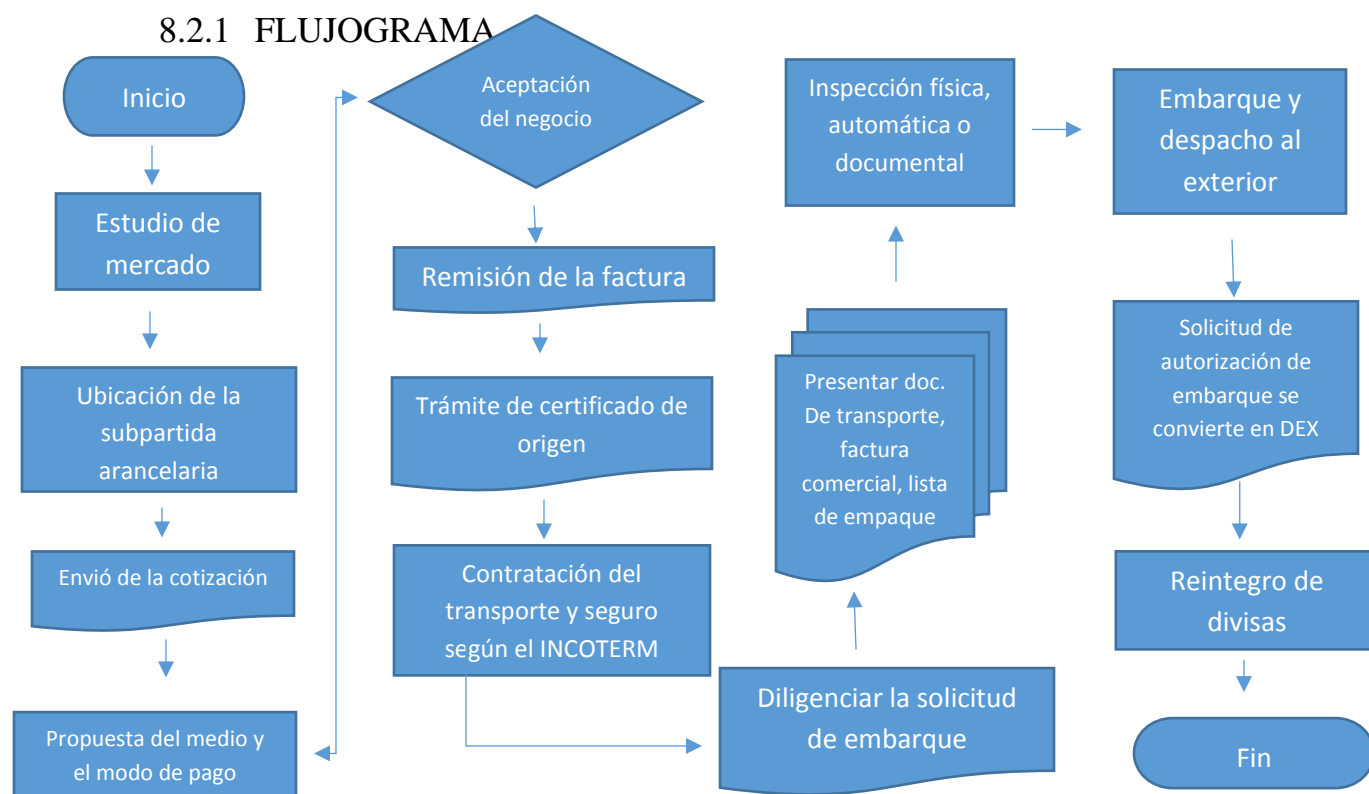 8.2.1 FLUJOGRAMA
Inicio
Estudio de
mercado
Ubicación de la
subpartida
arancelaria
Envió de la cotización
Propuesta del medio y
el modo de pago
Aceptación
del negocio
Remisión de la factura
Trámite de certificado de
origen
Contratación del
transporte y seguro
según el INCOTERM
Diligenciar la solicitud
de embarque
Presentar doc.
De transporte,
factura
comercial, lista
de empaque
Inspección física,
automática o
documental
Embarque y
despacho al
exterior
Solicitud de
autorización de
embarque se
convierte en DEX
Reintegro de
divisas
Fin